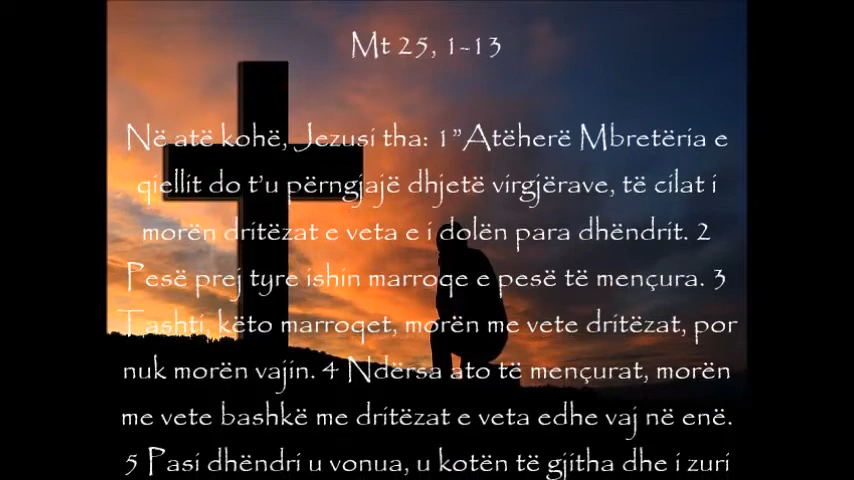 Mt 25, 1-13
Në atë kohë, Jezusi tha: 1"Atëherë Mbretëria e
qiellit do t'u përngjajë dhjetë virgjërave, të cilat i
morën dritëzat e veta e i dolën para dhëndrit. 2
Pesë prej tyre ishin marroqe e pesë të mençura. 3
Tashti, këto marroqet, morën me vete dritëzat, por
nuk morën vajin. 4 Ndërsa ato të mençurat, morën
me vete bashkë me dritëzat e veta edhe vaj në enë.
5 Pasi dhëndri u vonua, u kotën të gjitha dhe i zuri